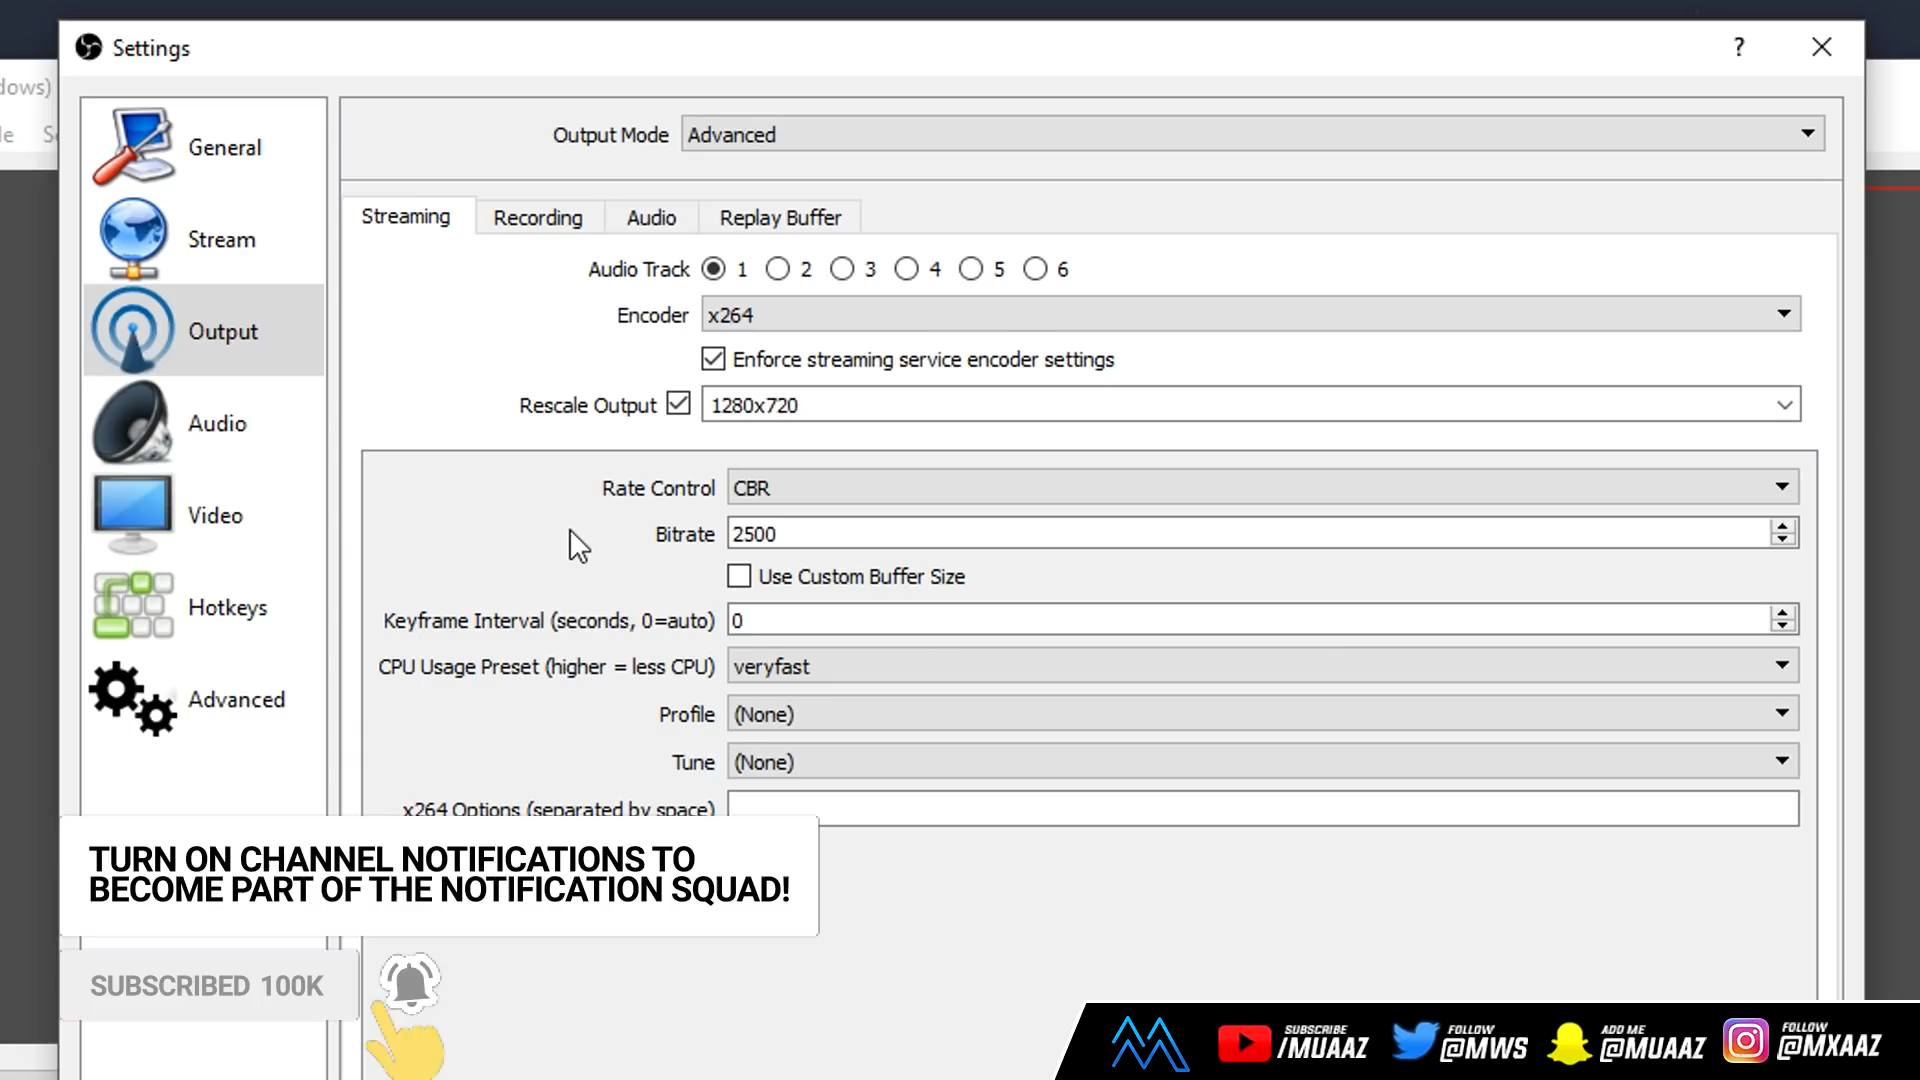 Settings
?
dows)
General
Stream
Output
Audio
Video
Hotkeys
Advanced
Output Mode Advanced
Streaming Recording Audio Replay Buffer
Audio Track 1 2 3 4 5 6
Encoder x264
Enforce streaming service encoder settings
Rescale Output 1280x720
Rate Control CBR
Bitrate 2500
Use Custom Buffer Size
Keyframe Interval (seconds, 0=auto) 0
CPU Usage Preset (higher = less CPU) veryfast
Profile (None)
Tune (None)
x264 Options (separated by space)
TURN ON CHANNEL NOTIFICATIONS TO
BECOME PART OF THE NOTIFICATION SQUAD!
SUBSCRIBED 100K
SUBSCRIBE
/MUAAZ
FOLLOW
@MWS
ADD ME
@MUAAZ
FOLLOW
@MXAAZ